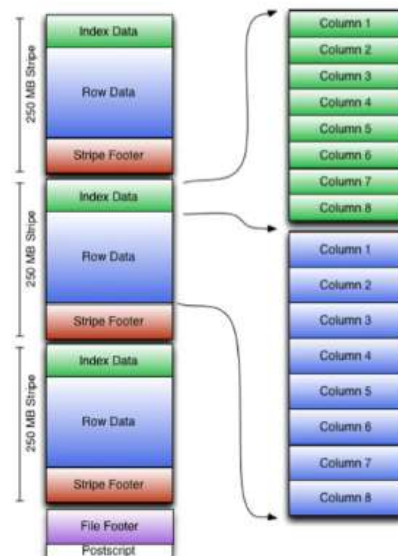 250 MB Stripe
Index Data
Row Data
Stripe Footer
250 MB Stripe
Index Data
Row Data
Stripe Footer
250 MB Stripe
Index Data
Row Data
Stripe Footer
File Footer
Postscript
Column 1
Column 2
Column 3
Column 4
Column 5
Column 6
Column 7
Column 8
Column 1
Column 2
Column 3
Column 4
Column 5
Column 6
Column 7
Column 8